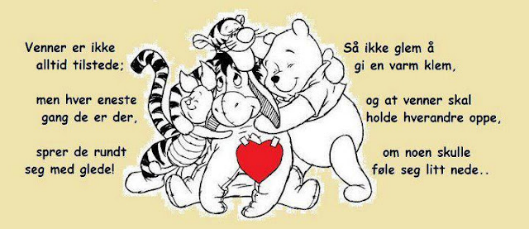 Venner er ikke
alltid tilstede;
men hver eneste
gang de er der,
sprer de rundt
seg med glede!
Så ikke glem å
gi en varm klem,
og at venner skal
holde hverandre oppe,
om noen skulle
føle seg litt nede..